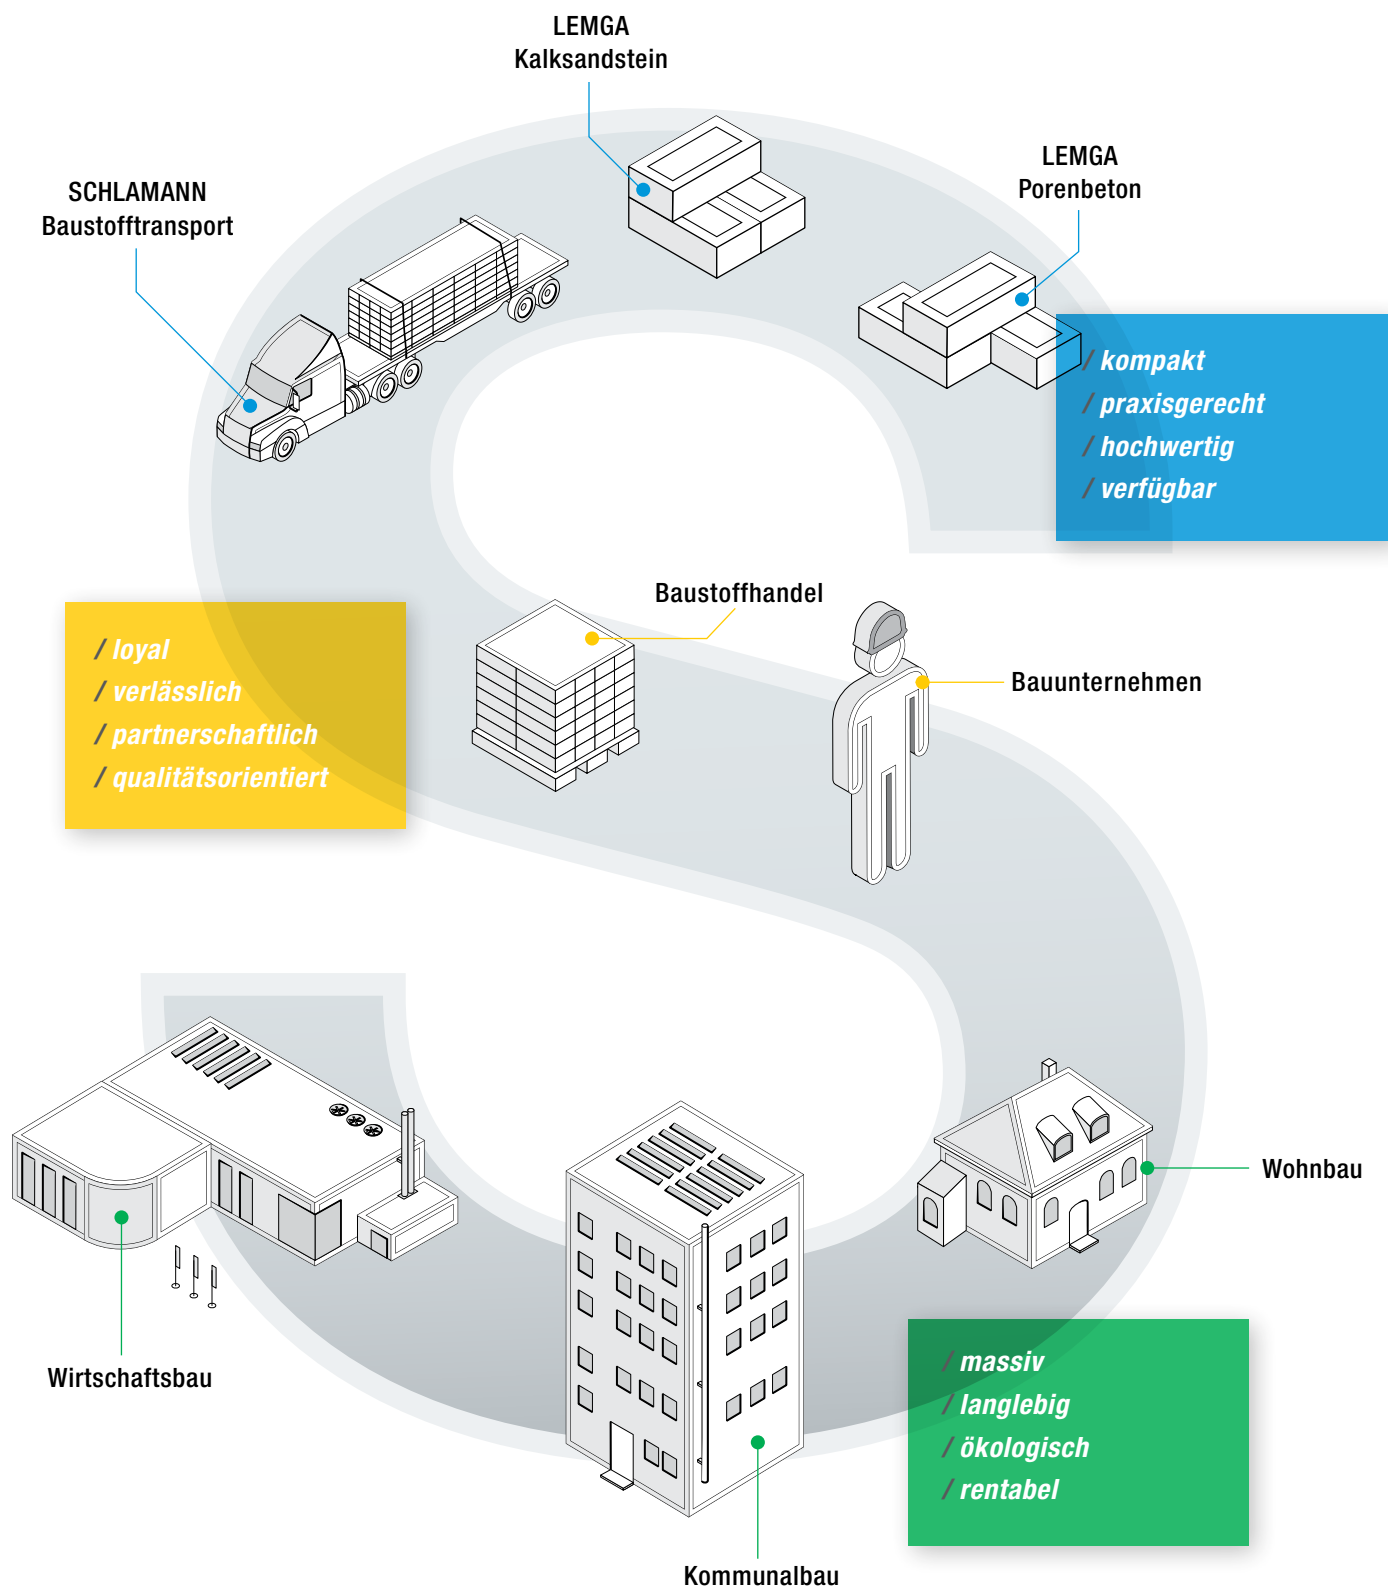 LEMGA
Kalksandstein
LEMGA
Porenbeton
SCHLAMANN
Baustofftransport
/ kompakt
/ praxisgerecht
/ hochwertig
/ verfügbar
Baustoffhandel
Bauunternehmen
/ loyal
/ verlässlich
/ partnerschaftlich
/ qualitätsorientiert
Wohnbau
Wirtschaftsbau
/ massiv
/ langlebig
/ ökologisch
/ rentabel
Kommunalbau